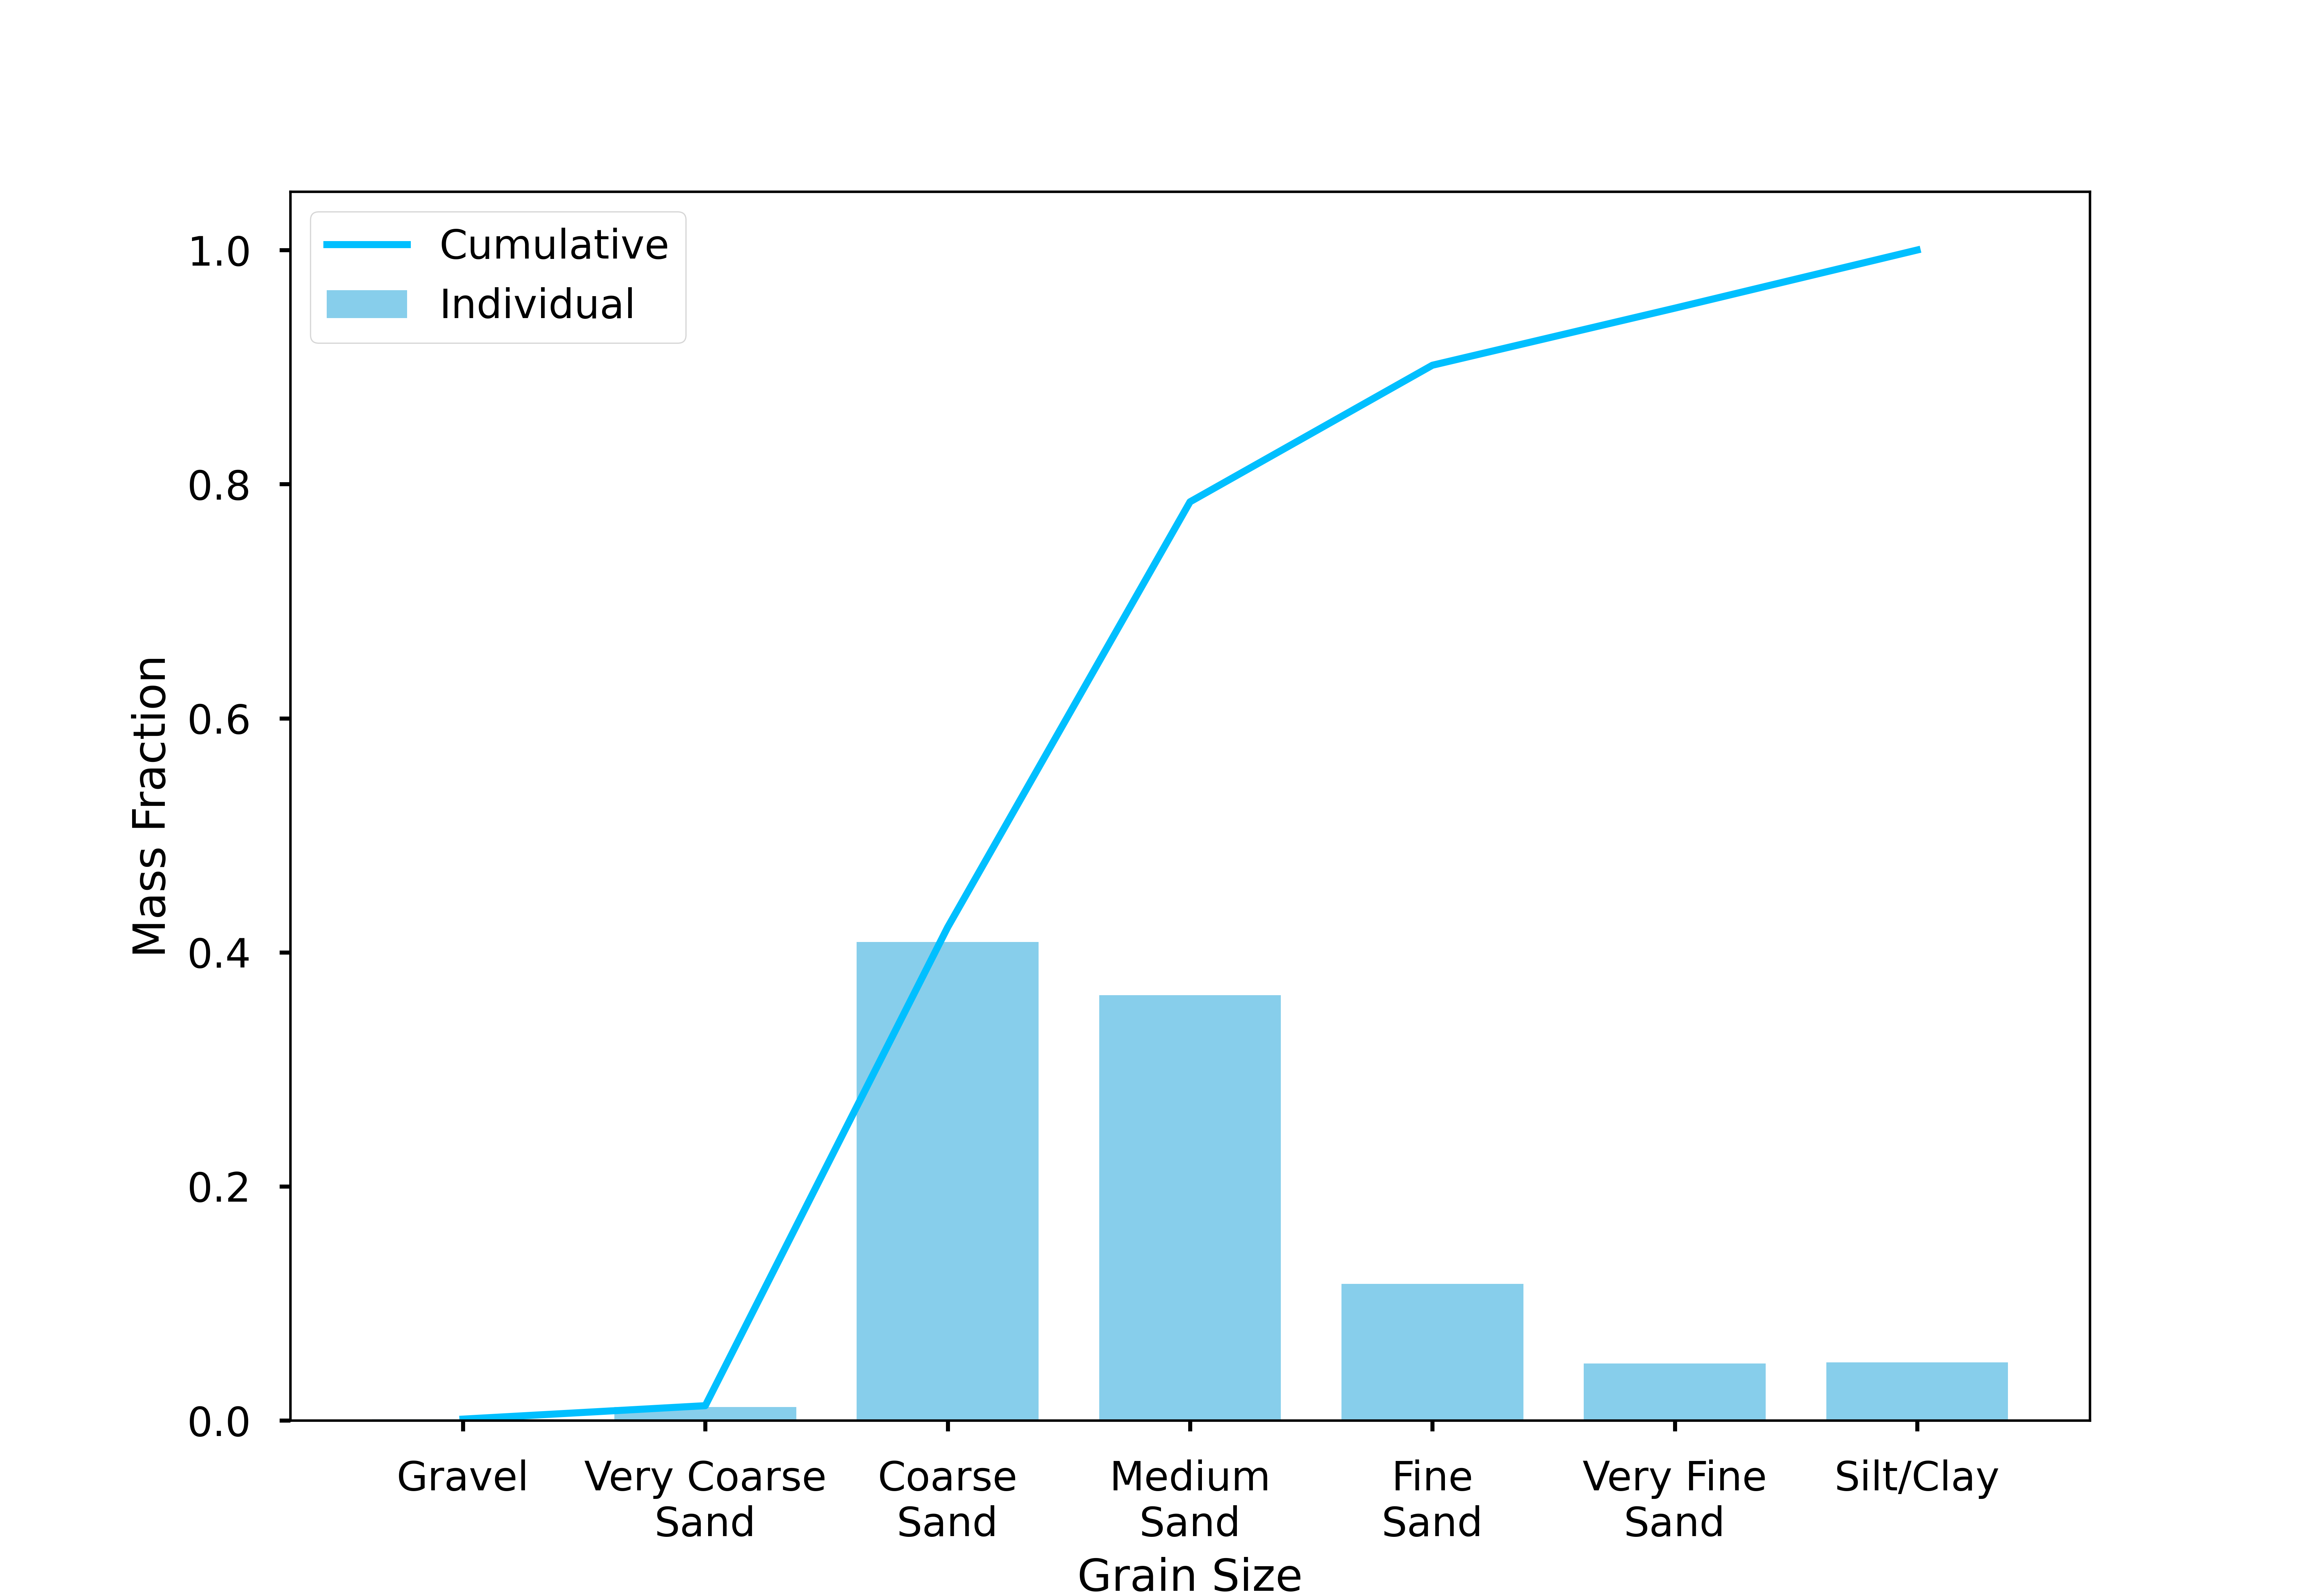 Cumulative
Individual
1.0
0.8
0.6
0.4
0.2
0.0
Mass Fraction
Gravel
Very Coarse
Sand
Coarse
Sand
Medium
Sand
Fine
Sand
Very Fine
Sand
Silt/Clay
Grain Size